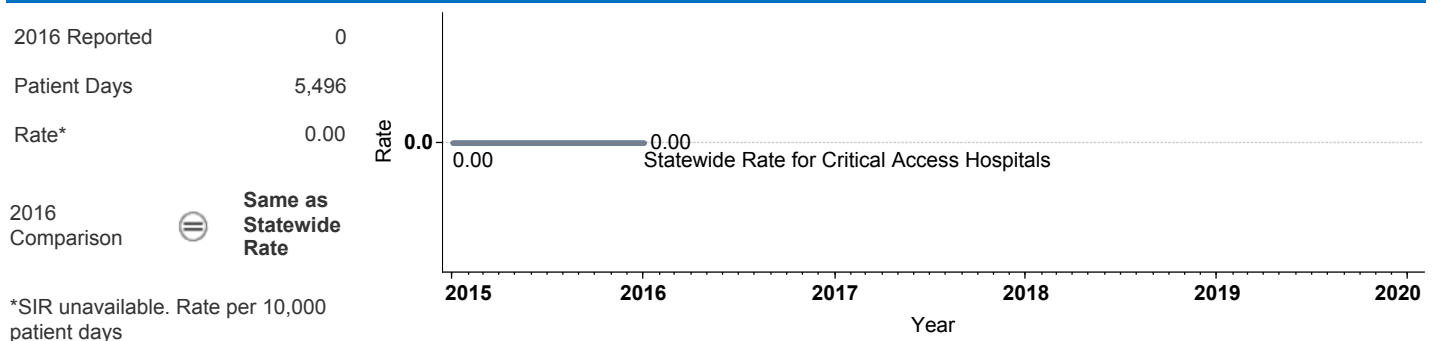 2016 Reported 0
Patient Days 5,496
Rate* 0.00
2016
Comparison
Same as
Statewide
Rate
*SIR unavailable. Rate per 10,000
patient days
Rate
0.0
0.00
0.00
Statewide Rate for Critical Access Hospitals
2015 2016 2017 2018 2019 2020
Year